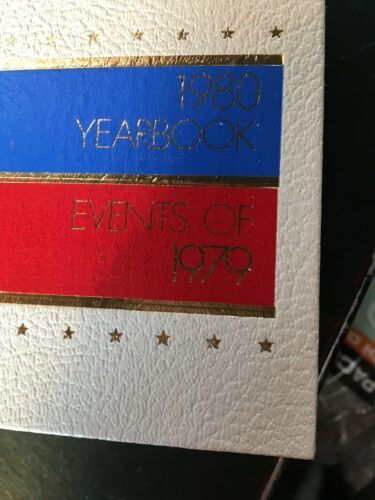 1980
YEARBOOK
EVENTS OF
1979